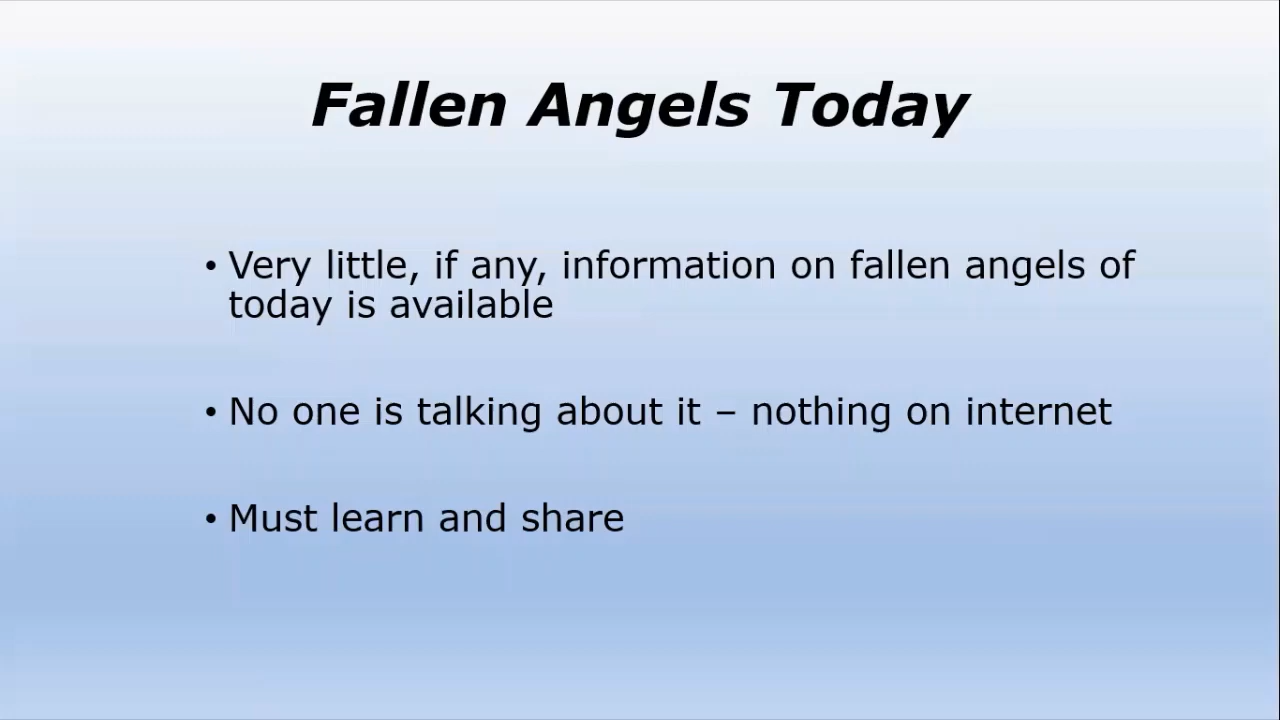 Fallen Angels Today
• Very little, if any, information on fallen angels of
today is available
• No one is talking about it – nothing on internet
• Must learn and share